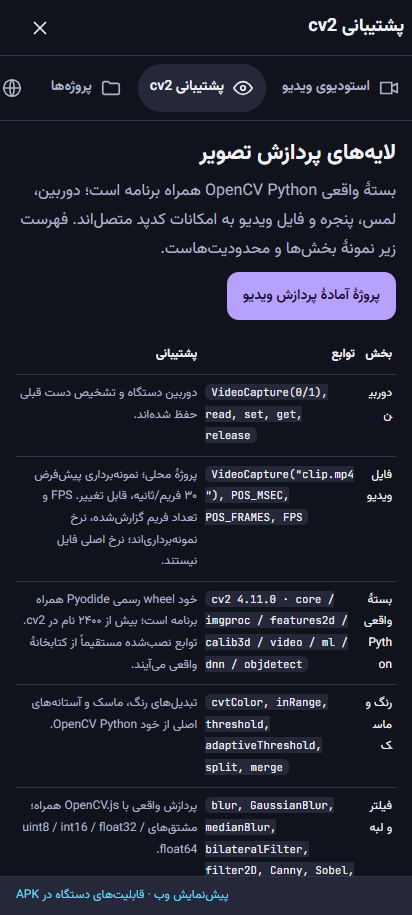 پشتیبانی cv2
استودیوی ویدیو
پشتیبانی cv2
پروژه‌ها
لایه‌های پردازش تصویر
بستهٔ واقعی OpenCV Python همراه برنامه است؛ دوربین،
لمس، پنجره و فایل ویدیو به امکانات کدپد متصل‌اند. فهرست
زیر نمونهٔ بخش‌ها و محدودیت‌هاست.
پروژهٔ آمادهٔ پردازش ویدیو
بخش توابع پشتیبانی
دوربی
ن
VideoCapture(0/1),
read, set, get,
release
دوربین دستگاه و تشخیص دست قبلی
حفظ شده‌اند.
فایل
ویدیو
VideoCapture("clip.mp4
"), POS_MSEC,
POS_FRAMES, FPS
پروژهٔ محلی؛ نمونه‌برداری پیش‌فرض
۳۰ فریم/ثانیه، قابل تغییر. FPS و
تعداد فریم گزارش‌شده، نرخ
نمونه‌برداری‌اند؛ نرخ اصلی فایل
نیستند.
بستهٔ
واقعی
Pyth
on
cv2 4.11.0 · core /
imgproc / features2d /
calib3d / video / ml /
dnn / objdetect
خود wheel رسمی Pyodide همراه
برنامه است؛ بیش از ۲۴۰۰ نام در cv2.
توابع نصب‌شده مستقیماً از کتابخانهٔ
واقعی می‌آیند.
رنگ و
ماس
ک
cvtColor, inRange,
threshold,
adaptiveThreshold,
split, merge
تبدیل‌های رنگ، ماسک و آستانه‌های
اصلی از خود OpenCV Python.
فیلتر
و لبه
blur, GaussianBlur,
medianBlur,
bilateralFilter,
filter2D, Canny, Sobel,
پردازش واقعی با OpenCV.js همراه؛
مشتق‌های uint8 / int16 / float32 /
float64.
پیش‌نمایش وب · قابلیت‌های دستگاه در APK